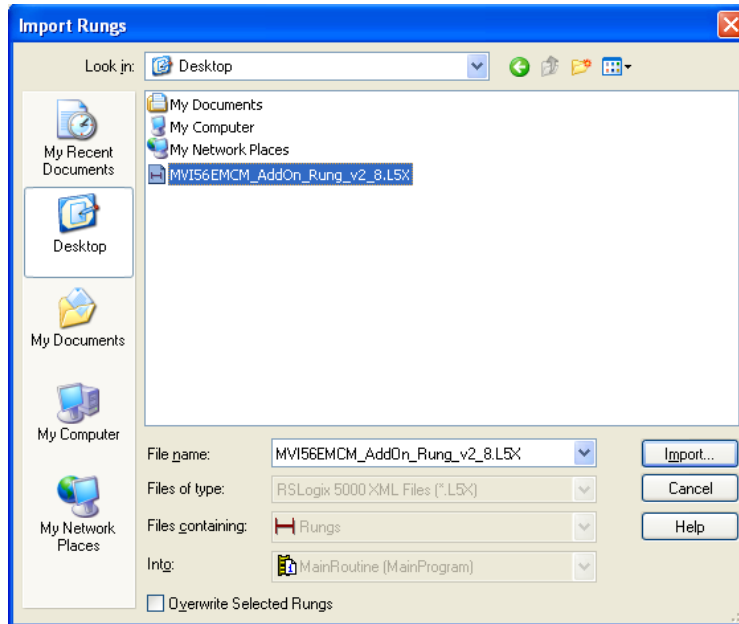 Import Rungs
Look in:
Desktop
My Recent
Documents
Desktop
My Documents
My Computer
My Network
Places
My Documents
My Computer
My Network Places
MVI56EMCM_AddOn_Rung_v2_8.L5X
File name:
MVI56EMCM_AddOn_Rung_v2_8.L5X
Import...
Files of type:
RSLogix 5000 XML Files (*.L5X)
Cancel
Files containing:
Rungs
Help
Into:
MainRoutine (MainProgram)
Overwrite Selected Rungs